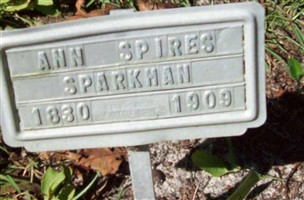 ANN SPIRES
SPARKMAN
1830 1909